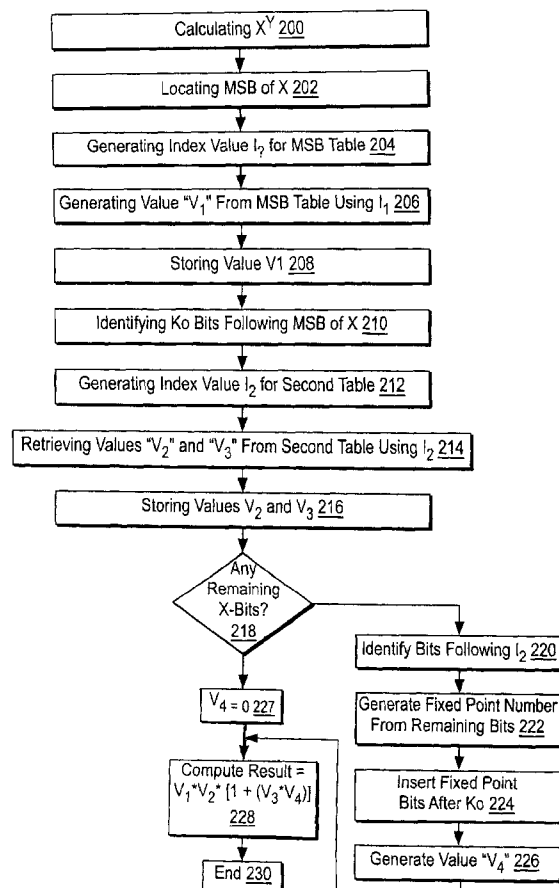 Calculating X^Y 200
Locating MSB of X 202
Generating Index Value I? for MSB Table 204
Generating Value "V1" From MSB Table Using I1 206
Storing Value V1 208
Identifying Ko Bits Following MSB of X 210
Generating Index Value I2 for Second Table 212
Retrieving Values "V2" and "V3" From Second Table Using I2 214
Storing Values V2 and V3 216
Any
Remaining
X-Bits?
218
Identify Bits Following I2 220
V4 = 0 227
Generate Fixed Point Number
From Remaining Bits 222
Compute Result =
V1*V2* [1 + (V3*V4)]
228
Insert Fixed Point
Bits After Ko 224
Generate Value "V4" 226
End 230